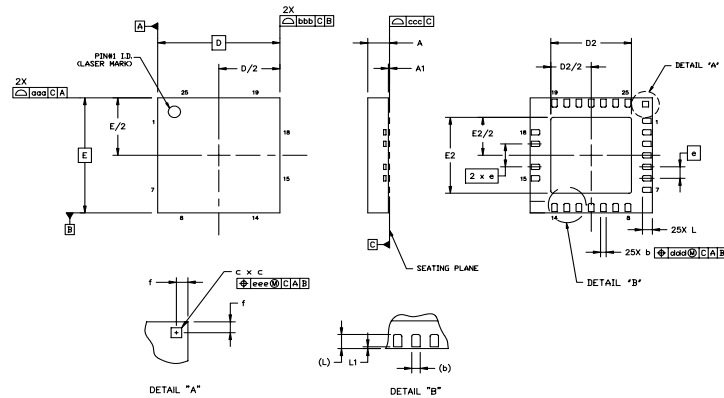 2X
⌓ bbb C B
A
D
D/2
PIN#1 I.D.
(LASER MARK)
2X
⌓ aaa C A
25
19
1
18
E/2
E
7
15
8
14
B
⌓ ccc C
A
A1
C
SEATING PLANE
D2
D2/2
DETAIL "A"
19
25
1
18
E2/2
E2
e
2 x e
15
7
14
8
25X L
25X b ⌖ ddd Ⓜ C A B
DETAIL "B"
f
c x c
⌖ eee Ⓜ C A B
f
DETAIL "A"
(L)
L1
(b)
DETAIL "B"